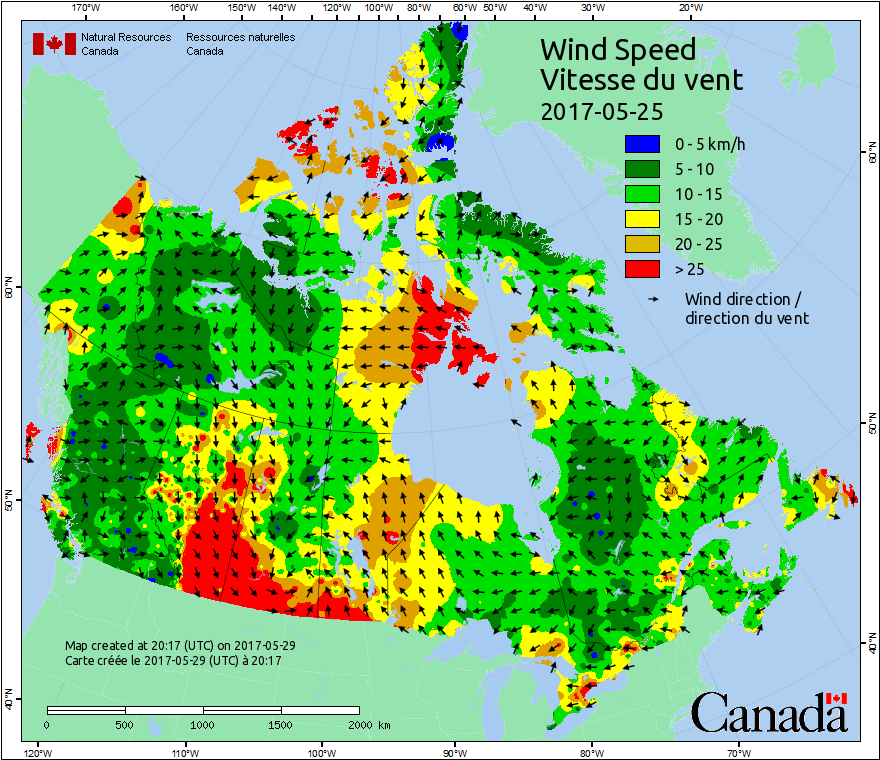 170°W 160°W 150°W 140°W 120°W 100°W 80°W 60°W 50°W 40°W 30°W 20°W
Natural Resources Ressources naturelles
Canada Canada
Wind Speed
Vitesse du vent
2017-05-25
0 - 5 km/h
5 - 10
10 - 15
15 - 20
20 - 25
> 25
Wind direction /
direction du vent
60°N
60°N
50°N
50°N
40°N
40°N
Map created at 20:17 (UTC) on 2017-05-29
Carte créée le 2017-05-29 (UTC) à 20:17
0 500 1000 1500 2000 km
Canada
120°W 110°W 100°W 90°W 80°W 70°W